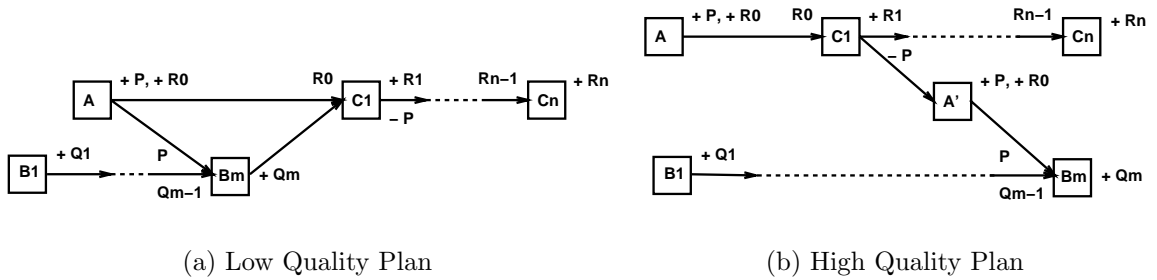 + P, + R0 R0 + R1 Rn−1 + Rn
A C1 Cn
− P
+ P, + R0
A'
P
+ Q1
B1 Bm + Qm
Qm−1
+ P, + R0 R0 + R1 Rn−1 + Rn
A C1 Cn
− P
+ Q1 P
B1 Bm + Qm
Qm−1
(a) Low Quality Plan (b) High Quality Plan